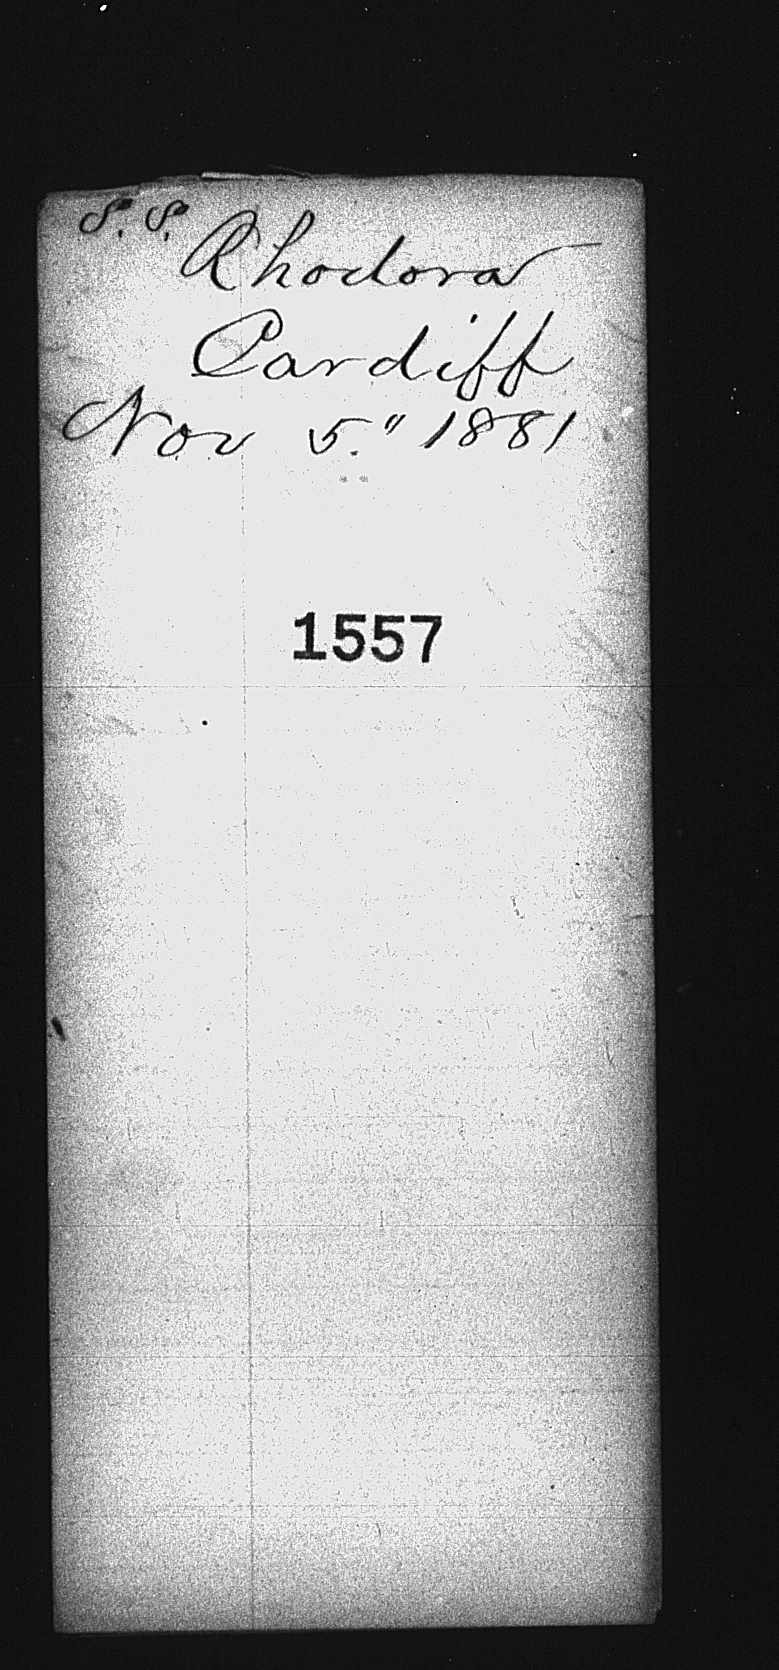 S. S.
Rhodora
Cardiff
Nov 5." 1881
1557